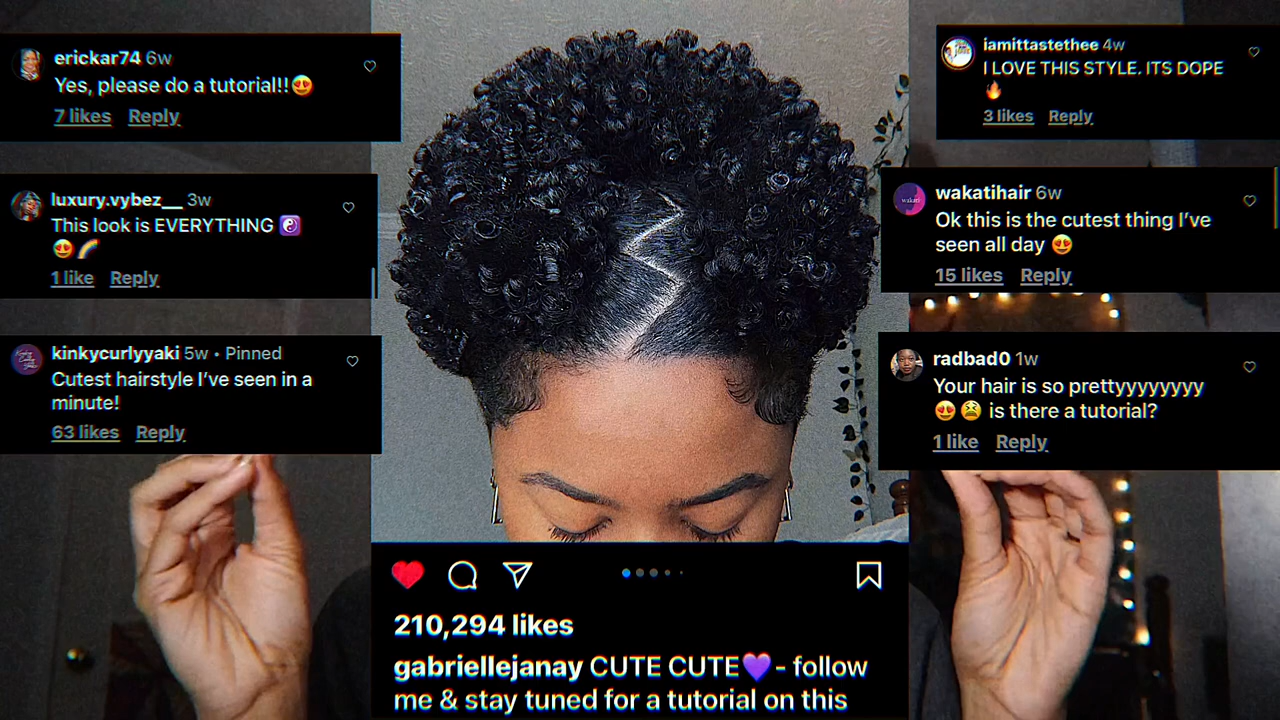 erickar74 6w
Yes, please do a tutorial!!😍
7 likes Reply
luxury.vybez__ 3w
This look is EVERYTHING ☯️
😍🌈
1 like Reply
kinkycurlyyaki 5w • Pinned
Cutest hairstyle I've seen in a
minute!
63 likes Reply
iamittastethee 4w
I LOVE THIS STYLE. ITS DOPE
🔥
3 likes Reply
wakati
wakatihair 6w
Ok this is the cutest thing I've
seen all day 😍
15 likes Reply
radbad0 1w
Your hair is so prettyyyyyyyy
😍😫 is there a tutorial?
1 like Reply
210,294 likes
gabriellejanay CUTE CUTE💜- follow
me & stay tuned for a tutorial on this